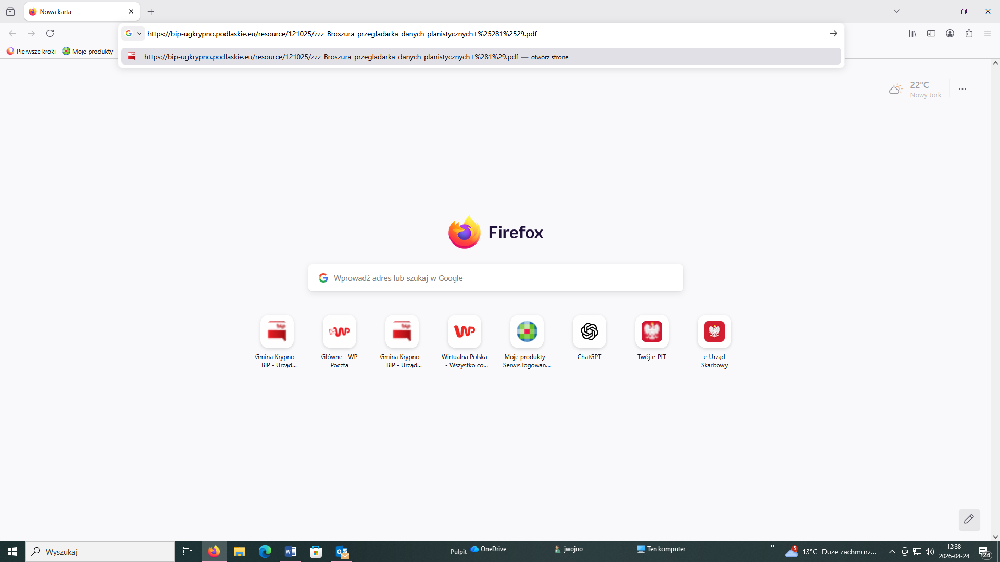 Nowa karta
https://bip-ugkrypno.podlaskie.eu/resource/121025/zzz_Broszura_przegladarka_danych_planistycznych+%25281%2529.pdf
Pierwsze kroki
Moje produkty -
https://bip-ugkrypno.podlaskie.eu/resource/121025/zzz_Broszura_przegladarka_danych_planistycznych+%281%29.pdf — otwórz stronę
22°C
Nowy Jork
Firefox
Wprowadź adres lub szukaj w Google
Gmina Krypno -
BIP - Urząd...
Główne - WP
Poczta
Gmina Krypno -
BIP - Urząd...
Wirtualna Polska
- Wszystko co...
Moje produkty -
Serwis logowan...
ChatGPT
Twój e-PIT
e-Urząd
Skarbowy
Wyszukaj
Pulpit
OneDrive
jwojno
Ten komputer
»
5
13°C Duże zachmurz...
12:38
2026-04-24
24